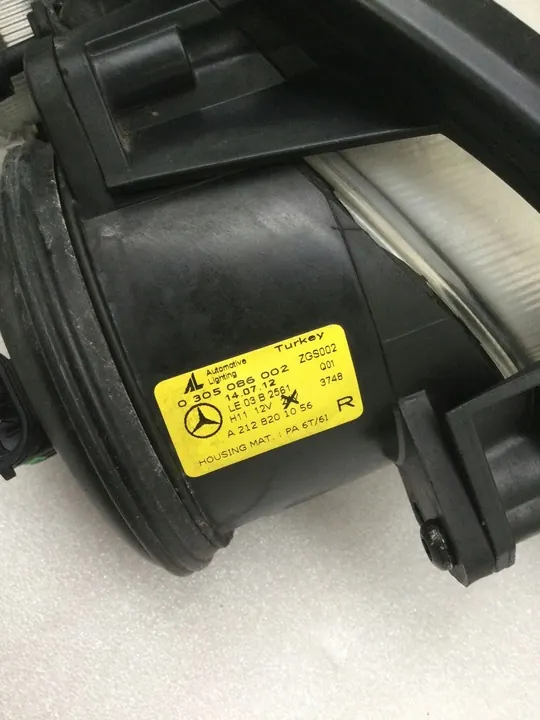 Turkey
AL Automotive Lighting ZGS002
0 305 086 002 Q01
14.07.12 3748
LE 03 B 2561
H11 12V
A 212 820 10 56 R
HOUSING MAT. : PA 6T/6I